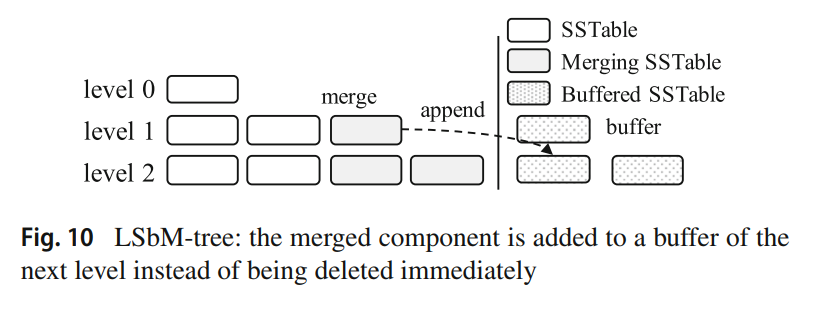 SSTable
Merging SSTable
Buffered SSTable
level 0
merge
append
level 1
buffer
level 2
Fig. 10 LSbM-tree: the merged component is added to a buffer of the
next level instead of being deleted immediately